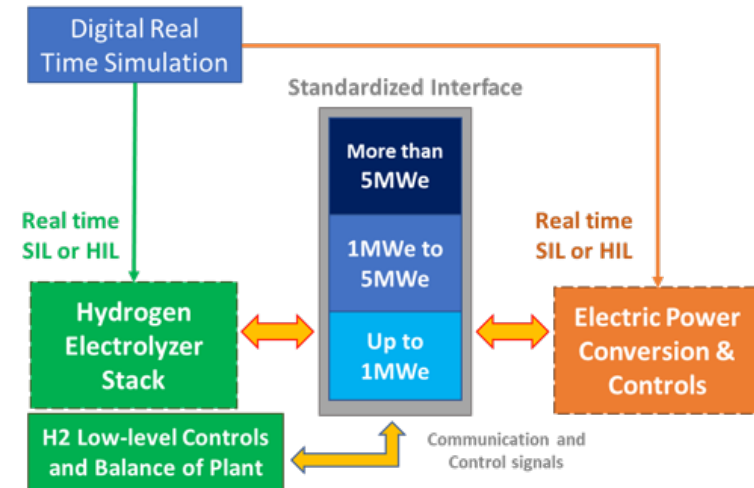 Digital Real
Time Simulation
Standardized Interface
More than
5MWe
Real time
SIL or HIL
1MWe to
5MWe
Real time
SIL or HIL
Hydrogen
Electrolyzer
Stack
Up to
1MWe
Electric Power
Conversion &
Controls
H2 Low-level Controls
and Balance of Plant
Communication and
Control signals